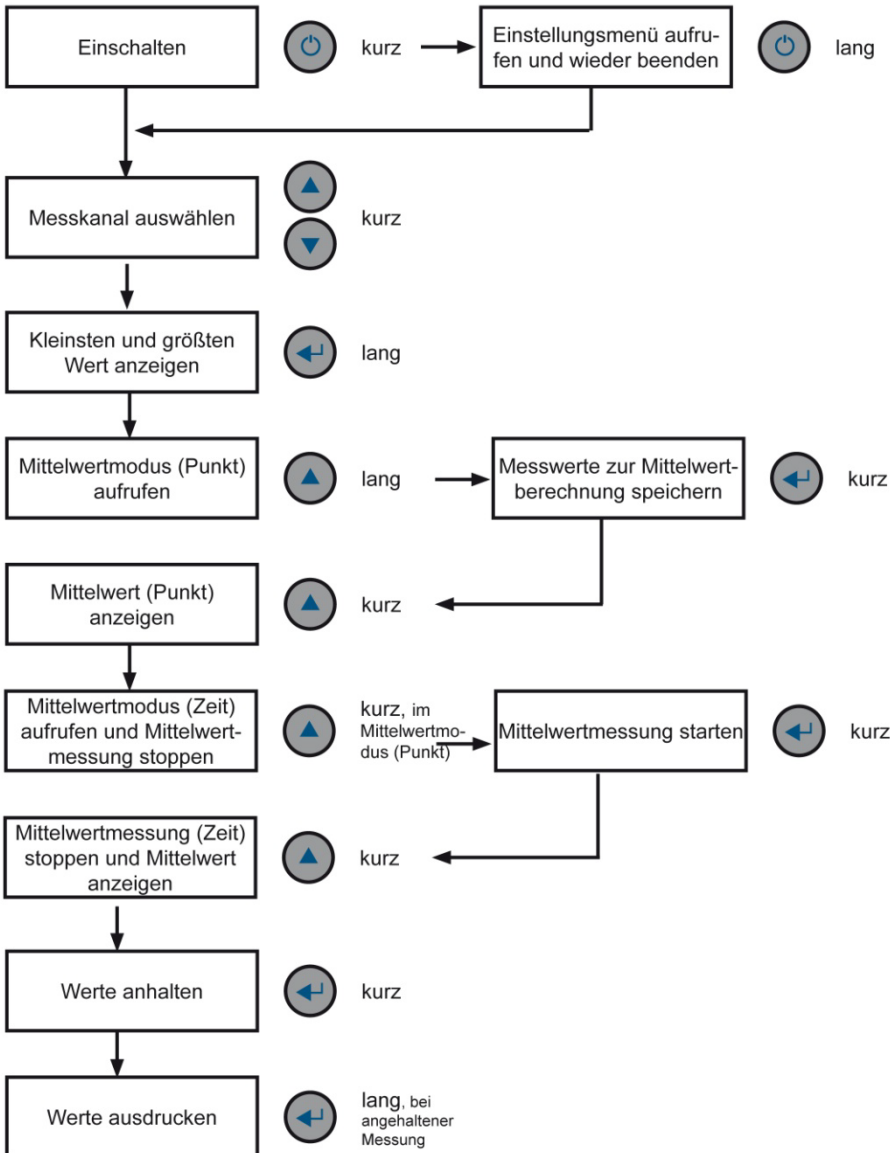 Einschalten
kurz
Einstellungsmenü aufru-
fen und wieder beenden
lang
Messkanal auswählen
kurz
Kleinsten und größten
Wert anzeigen
lang
Mittelwertmodus (Punkt)
aufrufen
lang
Messwerte zur Mittelwert-
berechnung speichern
kurz
Mittelwert (Punkt)
anzeigen
kurz
Mittelwertmodus (Zeit)
aufrufen und Mittelwert-
messung stoppen
kurz, im
Mittelwertmo-
dus (Punkt)
Mittelwertmessung starten
kurz
Mittelwertmessung (Zeit)
stoppen und Mittelwert
anzeigen
kurz
Werte anhalten
kurz
Werte ausdrucken
lang, bei
angehaltener
Messung